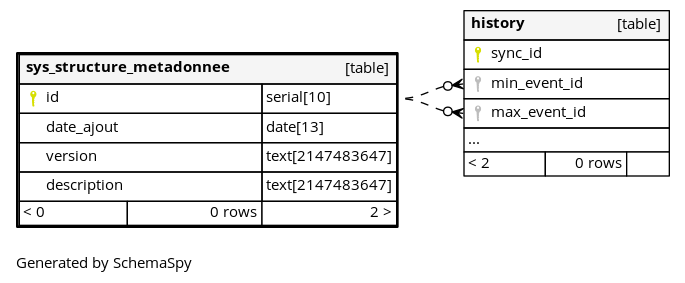 sys_structure_metadonnee [table]
id serial[10]
date_ajout date[13]
version text[2147483647]
description text[2147483647]
< 0 0 rows 2 >
history [table]
sync_id
min_event_id
max_event_id
...
< 2 0 rows
Generated by SchemaSpy